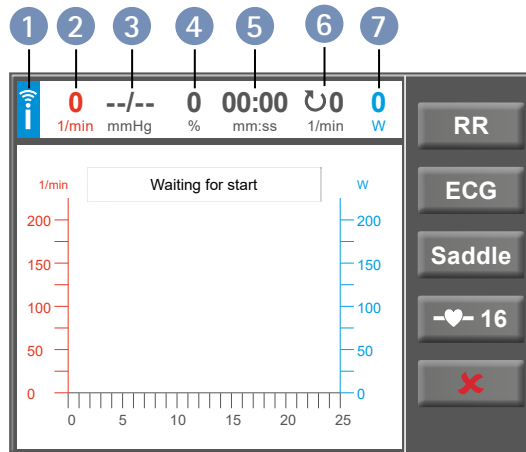 1 2 3 4 5 6 7
0 --/-- 0 00:00 0 0
1/min mmHg % mm:ss 1/min W
RR
1/min Waiting for start W
ECG
200 200
Saddle
150 150
100 100
16
50 50
0 0
0 5 10 15 20 25